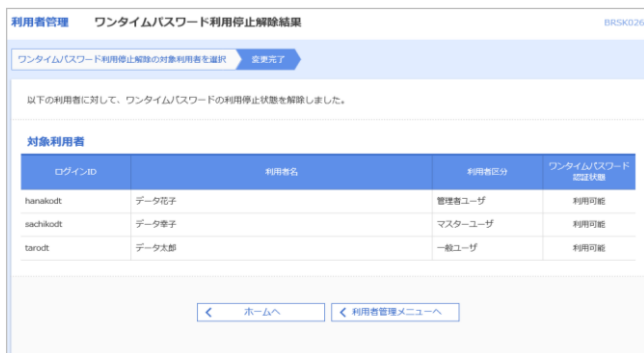 利用者管理 ワンタイムパスワード利用停止解除結果 BRSK026
ワンタイムパスワード利用停止解除の対象利用者を選択 変更完了
以下の利用者に対して、ワンタイムパスワードの利用停止状態を解除しました。
対象利用者
ログインID 利用者名 利用者区分 ワンタイムパスワード
認証状態
hanakodt データ花子 管理者ユーザ 利用可能
sachikodt データ幸子 マスターユーザ 利用可能
tarodt データ太郎 一般ユーザ 利用可能
ホームへ 利用者管理メニューへ